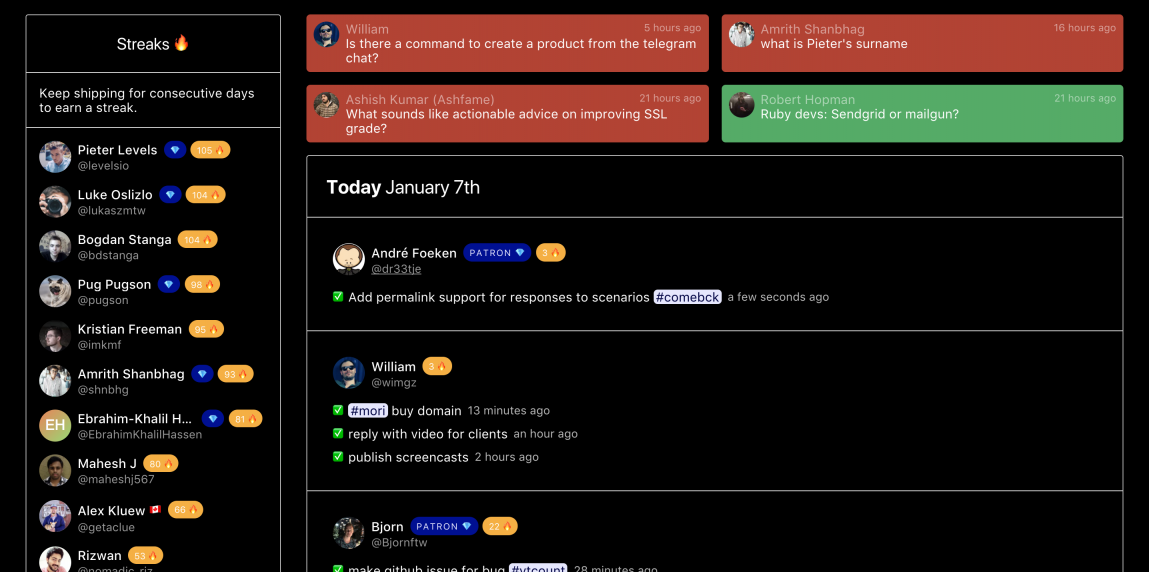 Streaks 🔥
Keep shipping for consecutive days
to earn a streak.
Pieter Levels 💎 105 🔥
@levelsio
Luke Oslizlo 💎 104 🔥
@lukaszmtw
Bogdan Stanga 104 🔥
@bdstanga
Pug Pugson 💎 98 🔥
@pugson
Kristian Freeman 95 🔥
@imkmf
Amrith Shanbhag 💎 93 🔥
@shnbhg
EH
Ebrahim-Khalil H... 💎 81 🔥
@EbrahimKhalilHassen
Mahesh J 80 🔥
@maheshj567
Alex Kluew 🇨🇦 66 🔥
@getaclue
Rizwan 53 🔥
@nomadic_riz
William 5 hours ago
Is there a command to create a product from the telegram
chat?
Amrith Shanbhag 16 hours ago
what is Pieter's surname
Ashish Kumar (Ashfame) 21 hours ago
What sounds like actionable advice on improving SSL
grade?
Robert Hopman 21 hours ago
Ruby devs: Sendgrid or mailgun?
Today January 7th
André Foeken PATRON 💎 3 🔥
@dr33tje
✅ Add permalink support for responses to scenarios #comebck a few seconds ago
William 3 🔥
@wimgz
✅ #mori buy domain 13 minutes ago
✅ reply with video for clients an hour ago
✅ publish screencasts 2 hours ago
Bjorn PATRON 💎 22 🔥
@Bjornftw
✅ make github issue for bug #ytcount 28 minutes ago